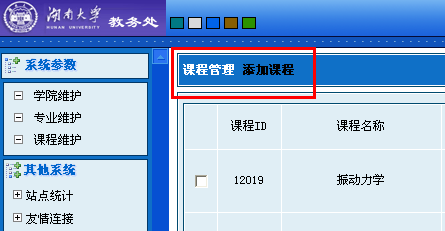 湖南大学 教务处
HUNAN UNIVERSITY
系统参数
学院维护
专业维护
课程维护
其他系统
站点统计
友情连接
课程管理 添加课程
课程ID 课程名称
12019 振动力学